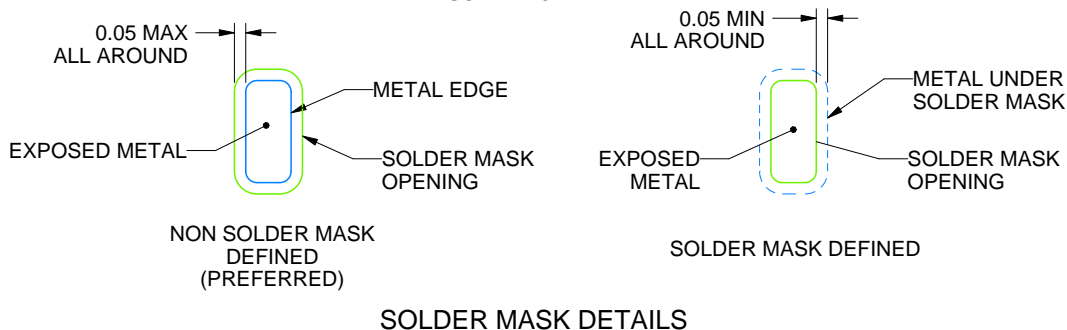 0.05 MAX
ALL AROUND
METAL EDGE
EXPOSED METAL
SOLDER MASK
OPENING
NON SOLDER MASK
DEFINED
(PREFERRED)
0.05 MIN
ALL AROUND
METAL UNDER
SOLDER MASK
EXPOSED
METAL
SOLDER MASK
OPENING
SOLDER MASK DEFINED
SOLDER MASK DETAILS